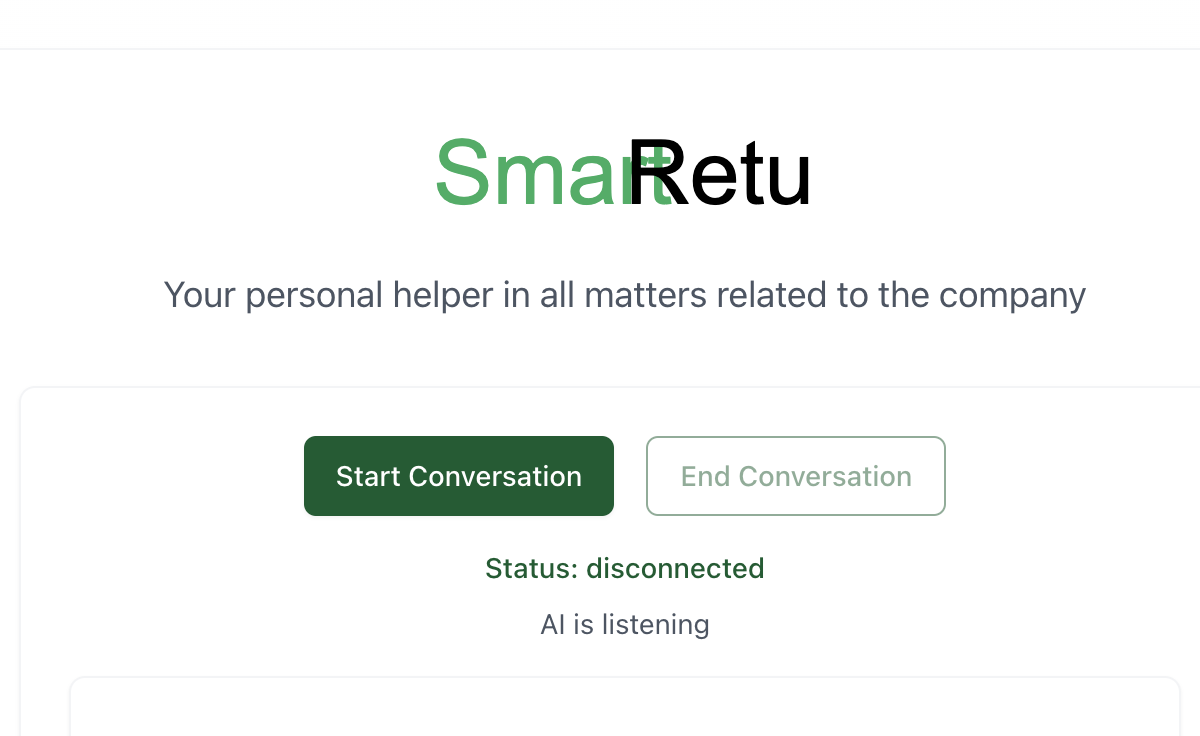 SmartRetu
Your personal helper in all matters related to the company
Start Conversation
End Conversation
Status: disconnected
AI is listening